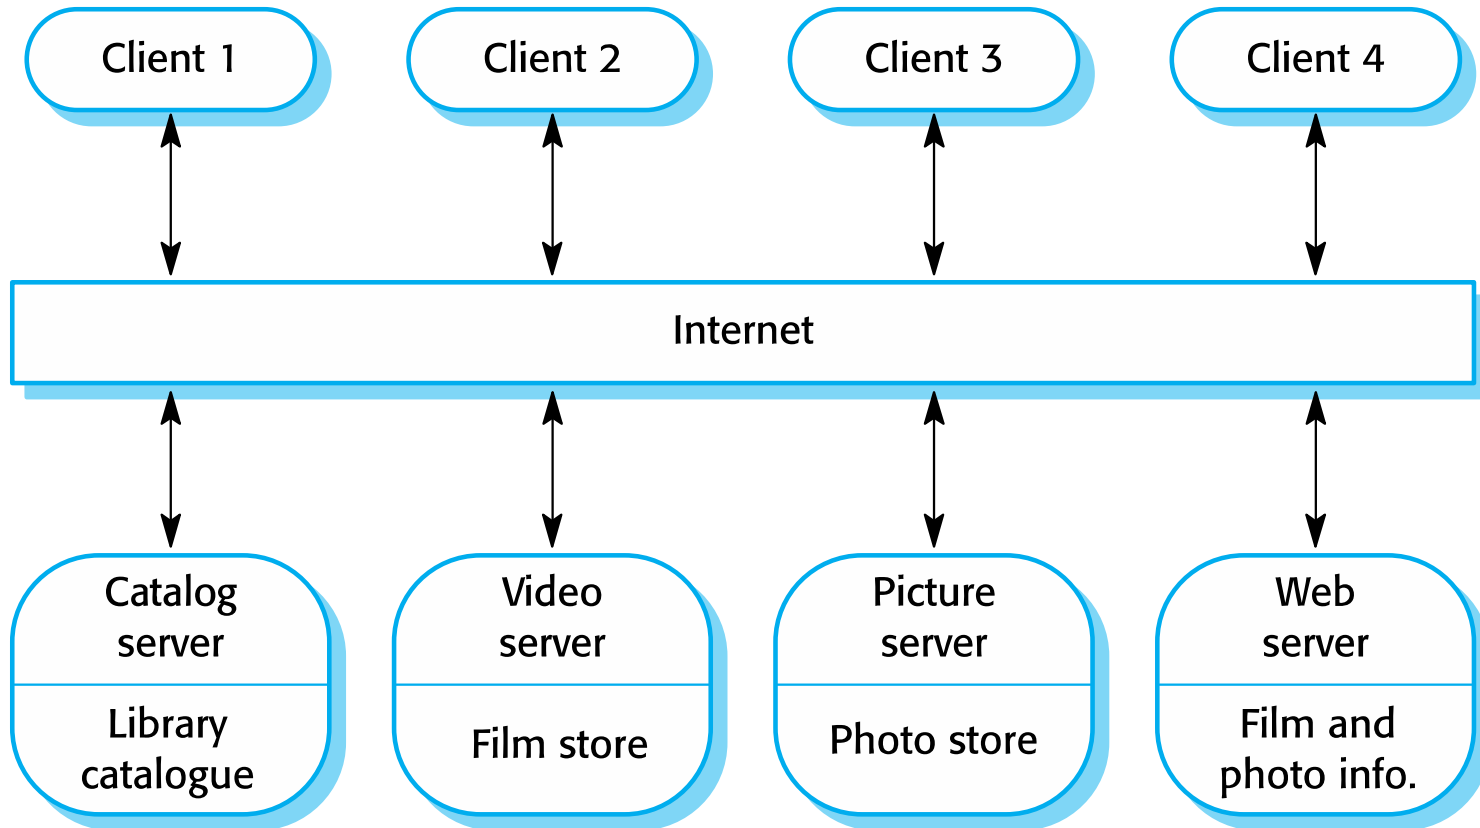 Client 1
Client 2
Client 3
Client 4
Internet
Catalog
server
Library
catalogue
Video
server
Film store
Picture
server
Photo store
Web
server
Film and
photo info.